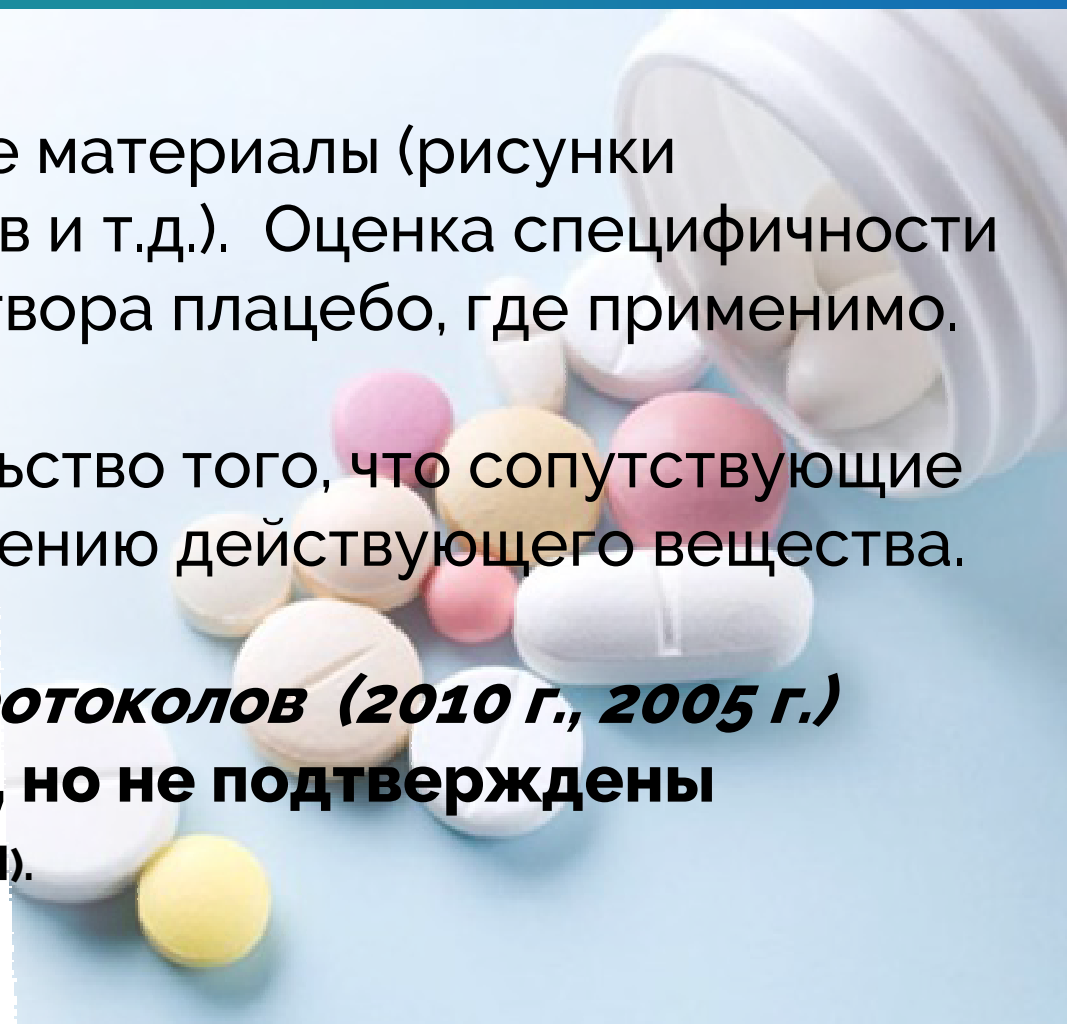 е материалы (рисунки
в и т.д.). Оценка специфичности
твора плацебо, где применимо.
ьство того, что сопутствующие
ению действующего вещества.
отоколов (2010 г., 2005 г.)
, но не подтверждены
).